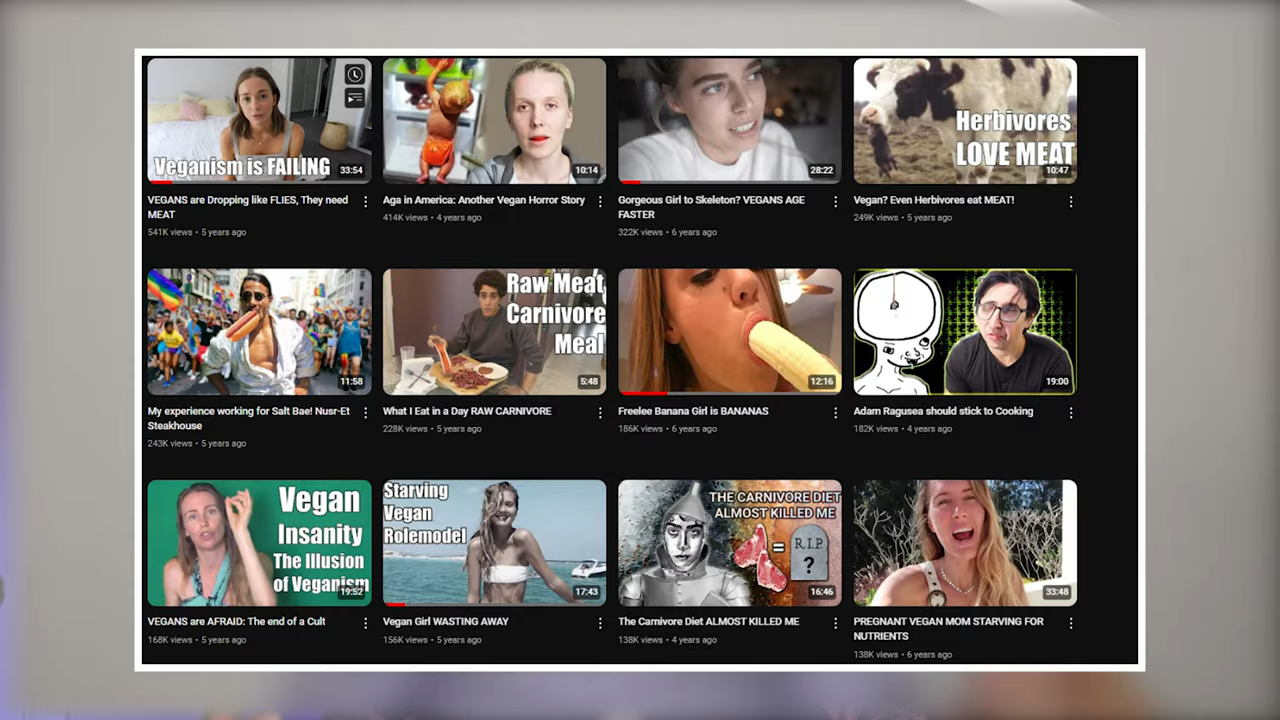 Veganism is FAILING
33:54
10:14
28:22
Herbivores
LOVE MEAT
10:47
VEGANS are Dropping like FLIES, They need
MEAT
541K views • 5 years ago
Aga in America: Another Vegan Horror Story
414K views • 4 years ago
Gorgeous Girl to Skeleton? VEGANS AGE
FASTER
322K views • 6 years ago
Vegan? Even Herbivores eat MEAT!
249K views • 5 years ago
11:58
Raw Meat
Carnivore
Meal
5:48
12:16
19:00
My experience working for Salt Bae! Nusr-Et
Steakhouse
243K views • 5 years ago
What I Eat in a Day RAW CARNIVORE
228K views • 5 years ago
Freelee Banana Girl is BANANAS
186K views • 6 years ago
Adam Ragusea should stick to Cooking
182K views • 4 years ago
Vegan
Insanity
The Illusion
of Veganism
19:52
Starving
Vegan
Rolemodel
17:43
THE CARNIVORE DIET
ALMOST KILLED ME
=
R.I.P
?
16:46
33:48
VEGANS are AFRAID: The end of a Cult
168K views • 5 years ago
Vegan Girl WASTING AWAY
156K views • 5 years ago
The Carnivore Diet ALMOST KILLED ME
138K views • 4 years ago
PREGNANT VEGAN MOM STARVING FOR
NUTRIENTS
138K views • 6 years ago